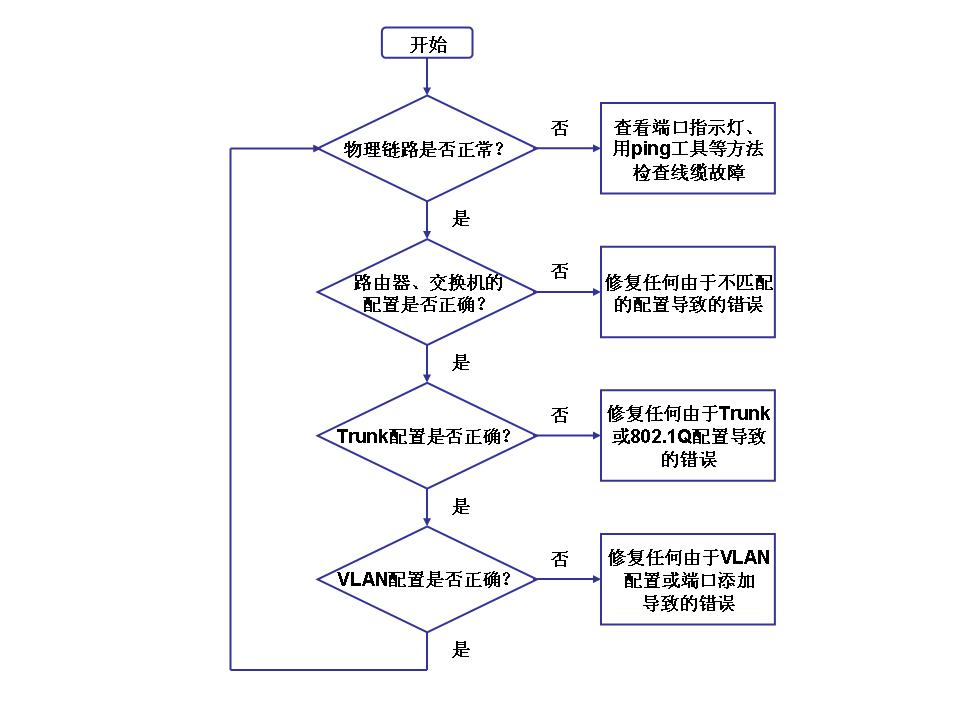 开始
物理链路是否正常？
否
查看端口指示灯、
用ping工具等方法
检查线缆故障
是
路由器、交换机的
配置是否正确？
否
修复任何由于不匹配
的配置导致的错误
是
Trunk配置是否正确？
否
修复任何由于Trunk
或802.1Q配置导致
的错误
是
VLAN配置是否正确？
否
修复任何由于VLAN
配置或端口添加
导致的错误
是